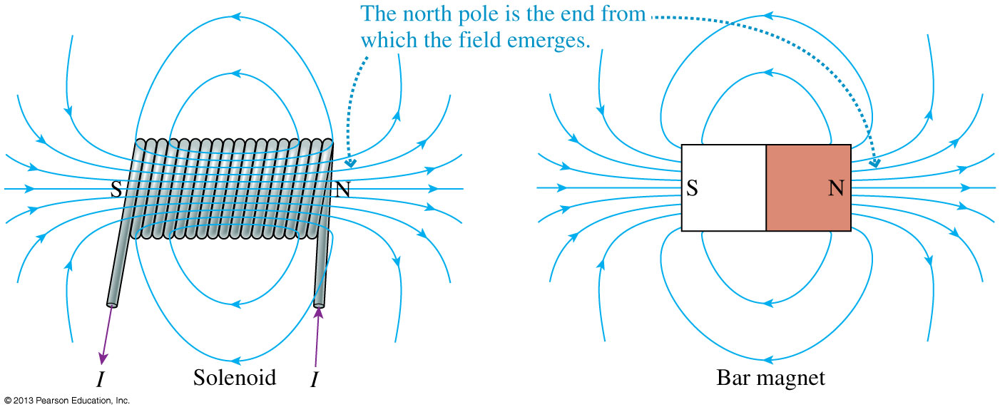 The north pole is the end from
which the field emerges.
S
N
S
N
I
Solenoid
I
Bar magnet
© 2013 Pearson Education, Inc.